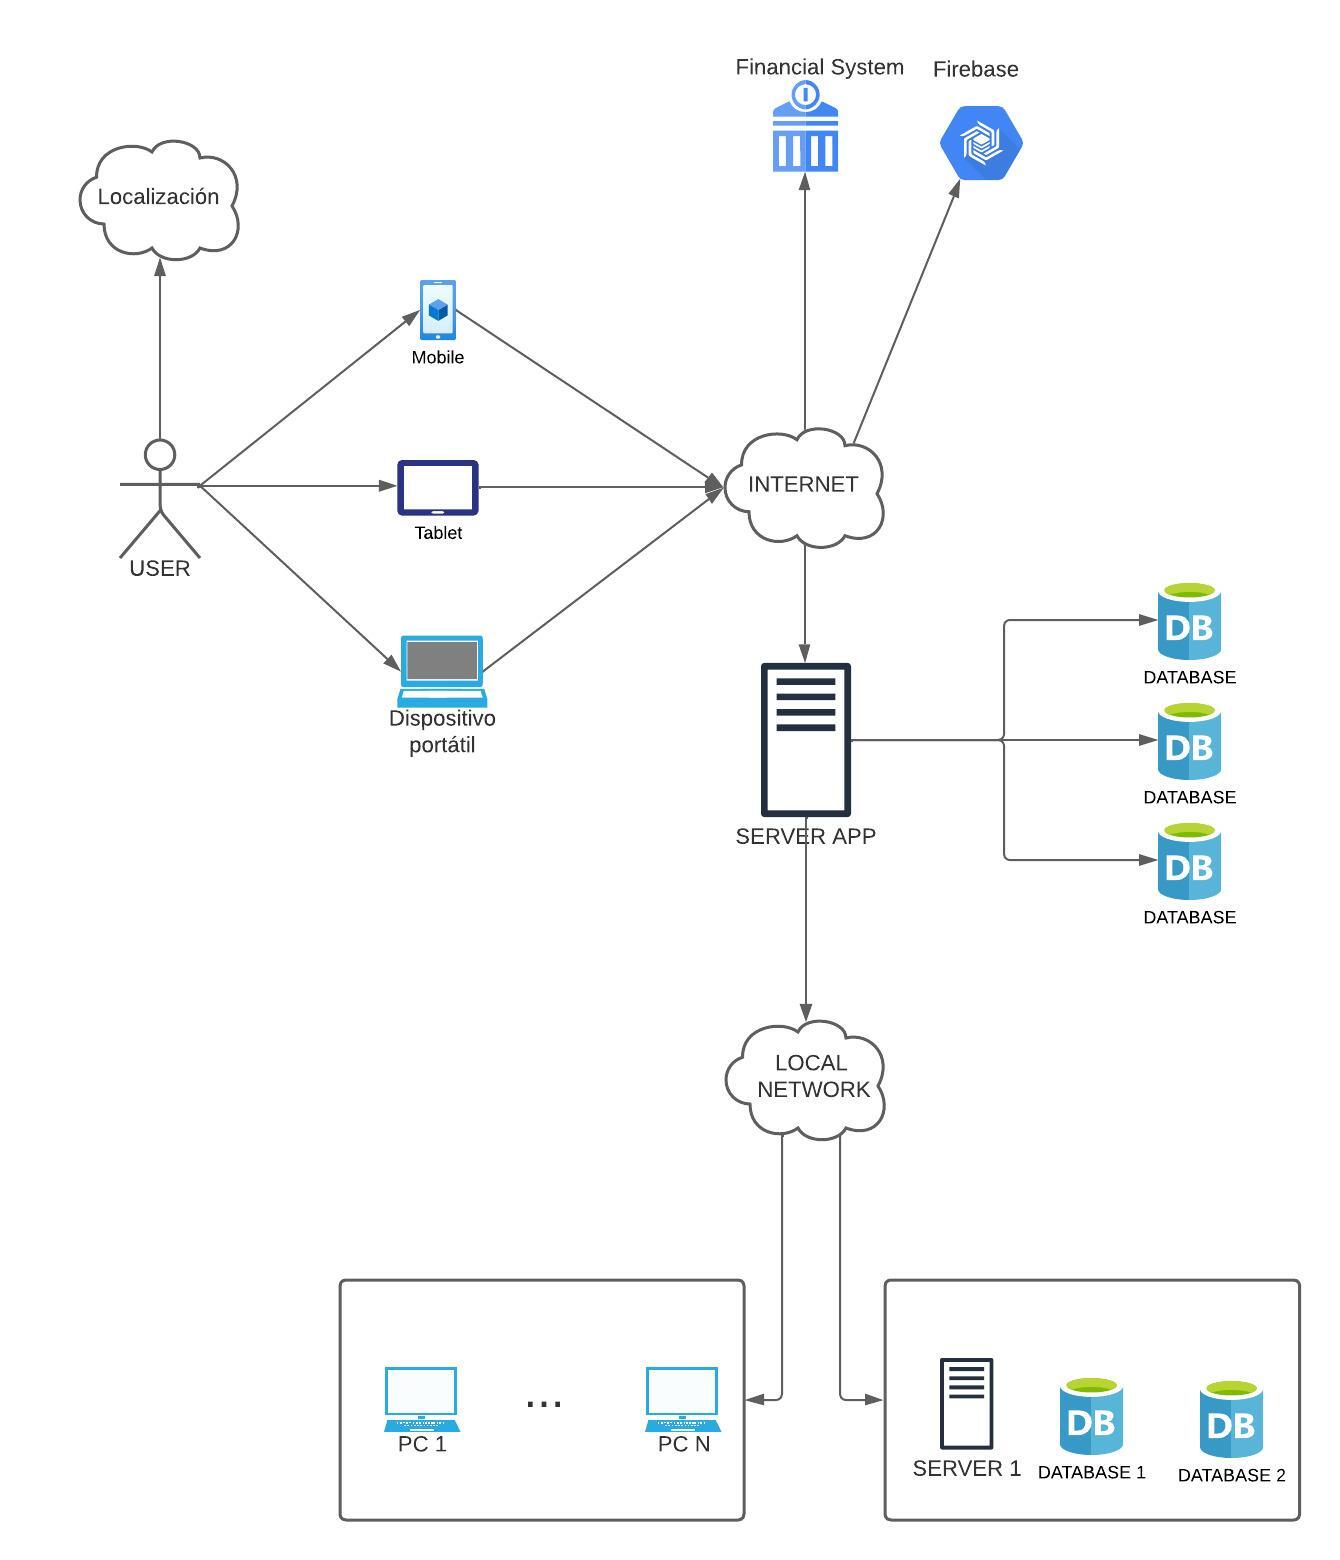 Financial System
Firebase
Localización
Mobile
INTERNET
Tablet
USER
DB
DATABASE
Dispositivo
portátil
DB
DATABASE
SERVER APP
DB
DATABASE
LOCAL
NETWORK
...
PC 1
PC N
DB
DB
SERVER 1
DATABASE 1
DATABASE 2